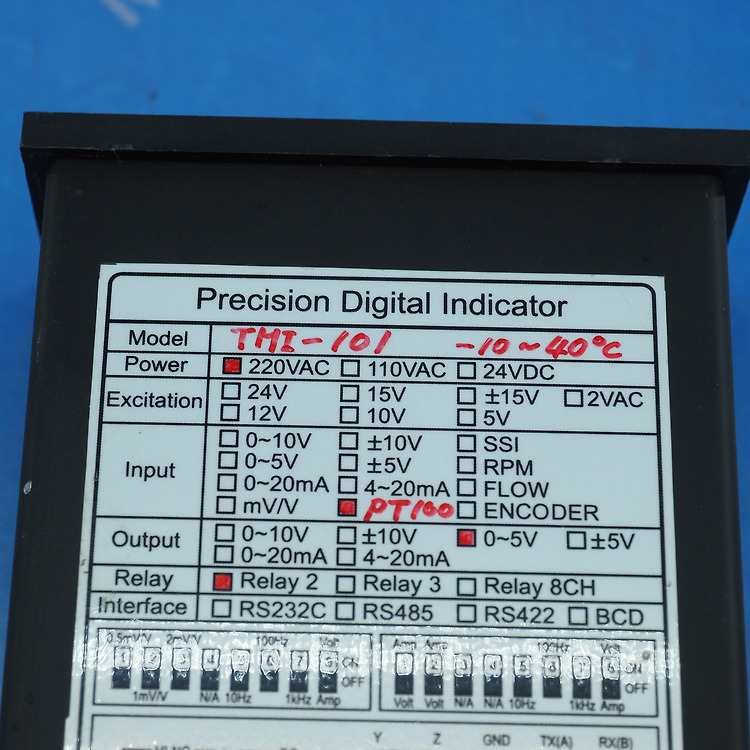 Precision Digital Indicator
Model TMI-101 -10~40°C
Power 220VAC 110VAC 24VDC
Excitation 24V 15V ±15V 2VAC
12V 10V 5V
Input 0~10V ±10V SSI
0~5V ±5V RPM
0~20mA 4~20mA FLOW
mV/V PT100 ENCODER
Output 0~10V ±10V 0~5V ±5V
0~20mA 4~20mA
Relay Relay 2 Relay 3 Relay 8CH
Interface RS232C RS485 RS422 BCD
0.5mV/V 2mV/V 100Hz Volt Amp Amp 100Hz Volt
1 2 3 4 5 6 7 8 ON 1 2 3 4 5 6 7 8 ON
OFF OFF
1mV/V N/A 10Hz 1kHz Amp Volt Volt N/A N/A 10Hz 1kHz Amp
Y Z GND TX(A) RX(B)